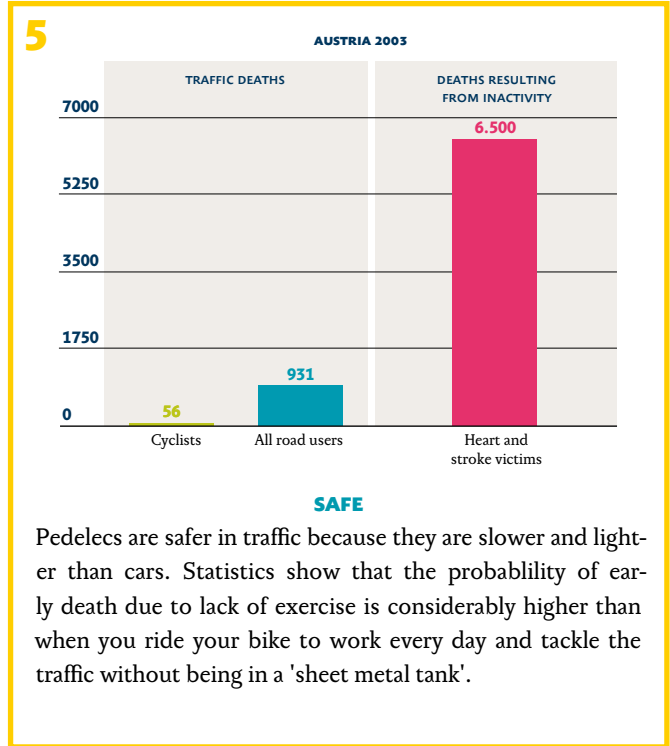 5
AUSTRIA 2003
TRAFFIC DEATHS
DEATHS RESULTING
FROM INACTIVITY
7000
6.500
5250
3500
1750
931
56
0
Cyclists
All road users
Heart and
stroke victims
SAFE
Pedelecs are safer in traffic because they are slower and light-
er than cars. Statistics show that the probablility of ear-
ly death due to lack of exercise is considerably higher than
when you ride your bike to work every day and tackle the
traffic without being in a 'sheet metal tank'.